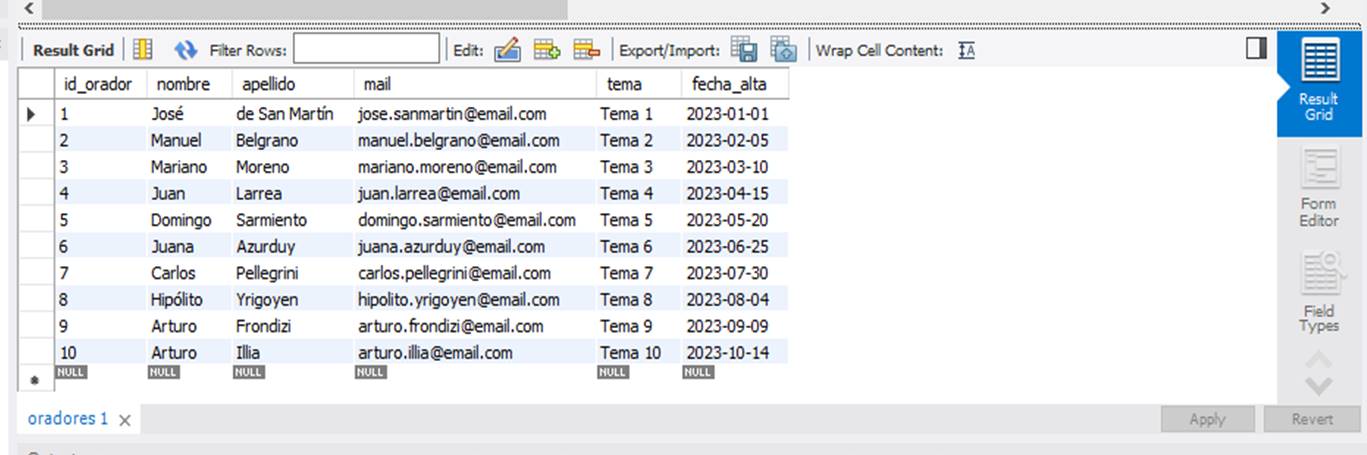 Result Grid Filter Rows: Edit: Export/Import: Wrap Cell Content:
id_orador nombre apellido mail tema fecha_alta
1 José de San Martín jose.sanmartin@email.com Tema 1 2023-01-01
2 Manuel Belgrano manuel.belgrano@email.com Tema 2 2023-02-05
3 Mariano Moreno mariano.moreno@email.com Tema 3 2023-03-10
4 Juan Larrea juan.larrea@email.com Tema 4 2023-04-15
5 Domingo Sarmiento domingo.sarmiento@email.com Tema 5 2023-05-20
6 Juana Azurduy juana.azurduy@email.com Tema 6 2023-06-25
7 Carlos Pellegrini carlos.pellegrini@email.com Tema 7 2023-07-30
8 Hipólito Yrigoyen hipolito.yrigoyen@email.com Tema 8 2023-08-04
9 Arturo Frondizi arturo.frondizi@email.com Tema 9 2023-09-09
10 Arturo Illia arturo.illia@email.com Tema 10 2023-10-14
NULL NULL NULL NULL NULL NULL
Result
Grid
Form
Editor
Field
Types
oradores 1
Apply Revert